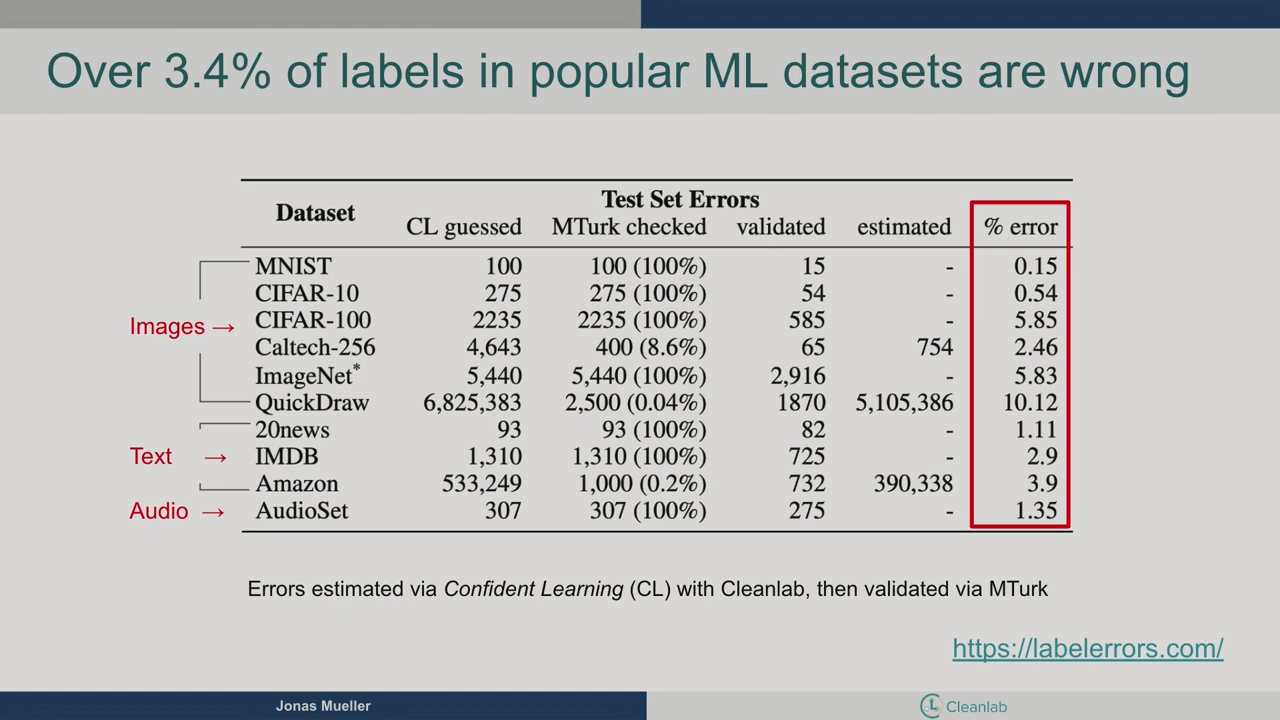 Over 3.4% of labels in popular ML datasets are wrong
Test Set Errors
Dataset CL guessed MTurk checked validated estimated % error
MNIST 100 100 (100%) 15 - 0.15
CIFAR-10 275 275 (100%) 54 - 0.54
Images → CIFAR-100 2235 2235 (100%) 585 - 5.85
Caltech-256 4,643 400 (8.6%) 65 754 2.46
ImageNet* 5,440 5,440 (100%) 2,916 - 5.83
QuickDraw 6,825,383 2,500 (0.04%) 1870 5,105,386 10.12
20news 93 93 (100%) 82 - 1.11
Text → IMDB 1,310 1,310 (100%) 725 - 2.9
Amazon 533,249 1,000 (0.2%) 732 390,338 3.9
Audio → AudioSet 307 307 (100%) 275 - 1.35
Errors estimated via Confident Learning (CL) with Cleanlab, then validated via MTurk
https://labelerrors.com/
Jonas Mueller Cleanlab